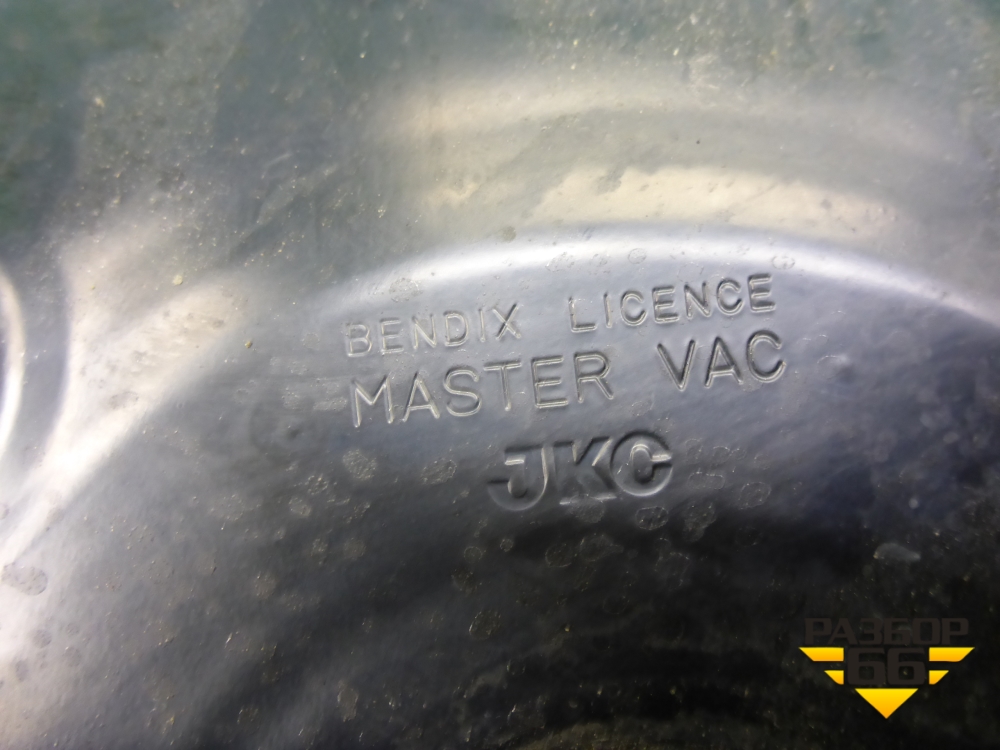 BENDIX LICENCE
MASTER VAC
JKC
РАЗБОР
66